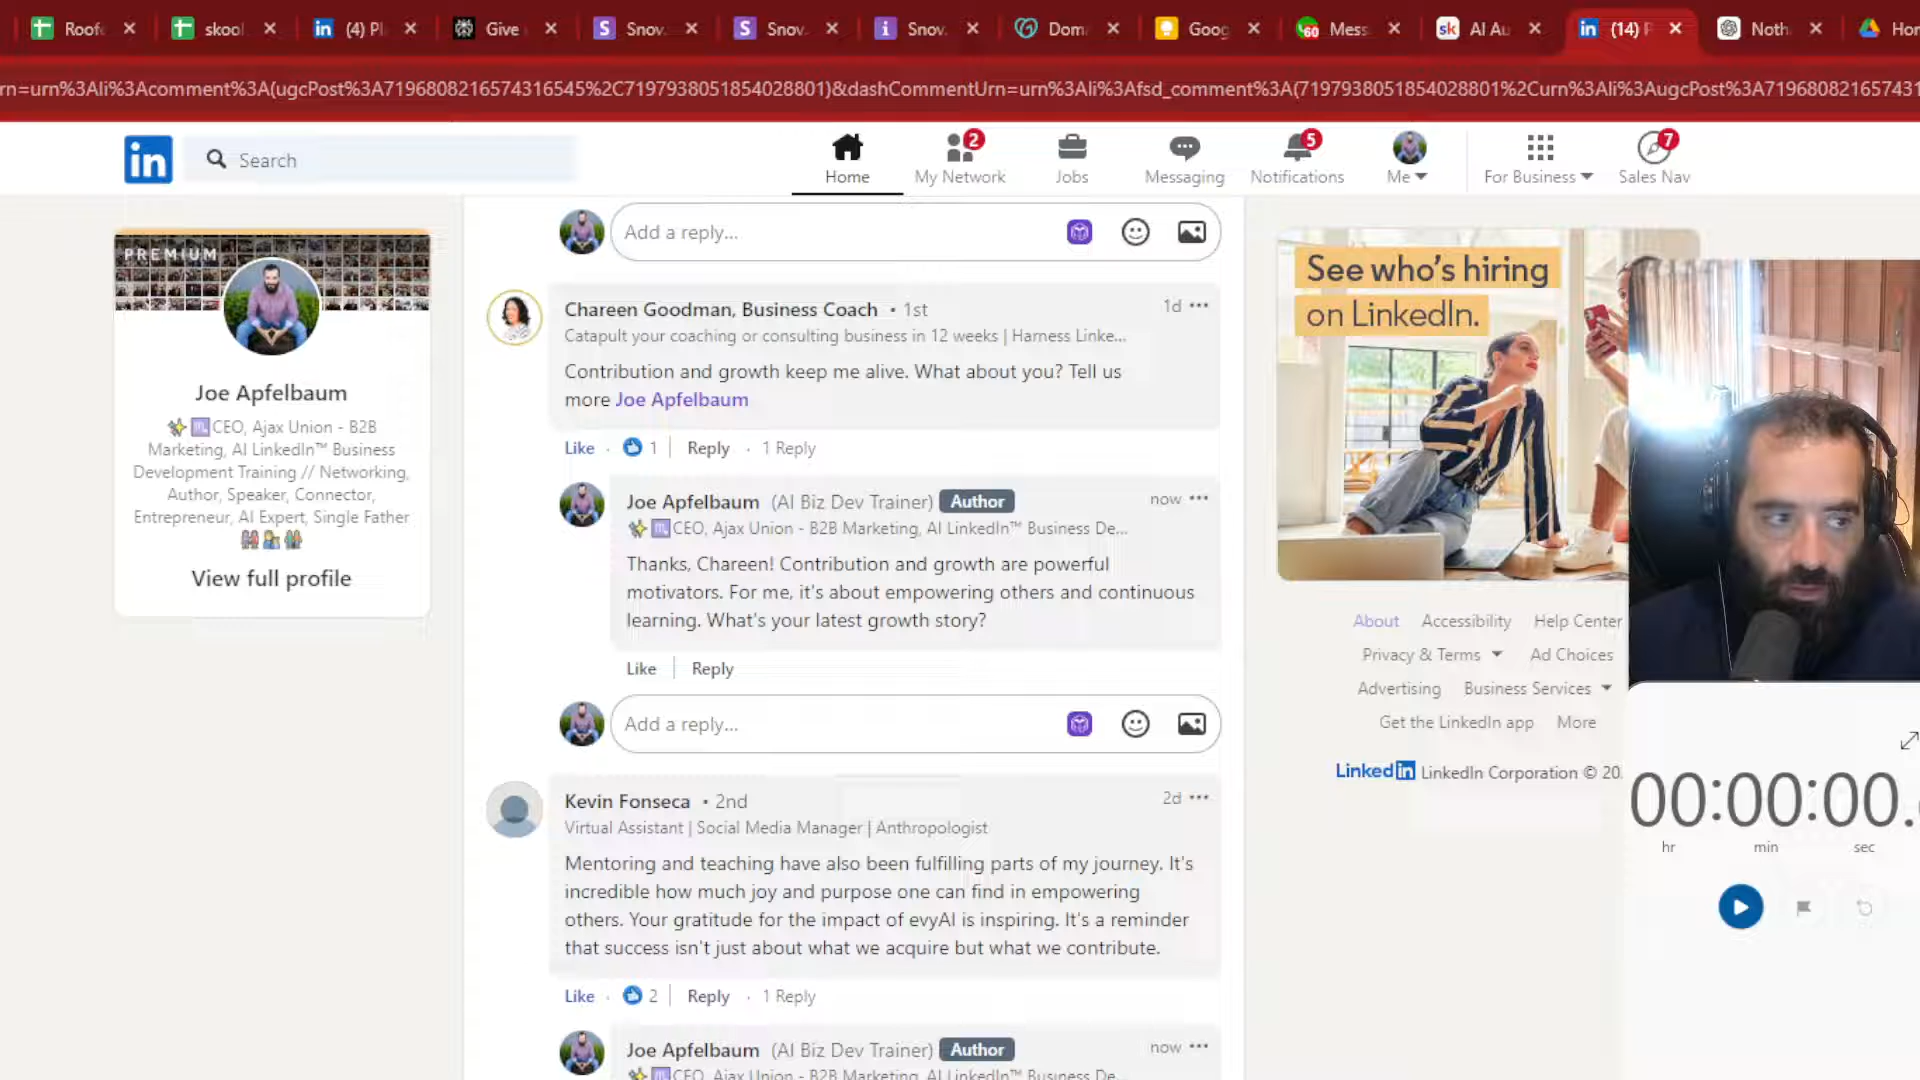 Roof
skool
(4) Pl
Give
Snov.
Snov.
Snov.
Dom
Goog
60
Mess
sk
AI Au
(14) F
Noth
Hor
rn=urn%3Ali%3Acomment%3A(ugcPost%3A7196808216574316545%2C7197938051854028801)&dashCommentUrn=urn%3Ali%3Afsd_comment%3A(7197938051854028801%2Curn%3Ali%3AugcPost%3A719680821657431
in
Search
Home
2
My Network
Jobs
Messaging
5
Notifications
Me
For Business
7
Sales Nav
PREMIUM
Joe Apfelbaum
CEO, Ajax Union - B2B
Marketing, AI LinkedIn™ Business
Development Training // Networking,
Author, Speaker, Connector,
Entrepreneur, AI Expert, Single Father
View full profile
Add a reply...
Chareen Goodman, Business Coach • 1st
1d
Catapult your coaching or consulting business in 12 weeks | Harness Linke...
Contribution and growth keep me alive. What about you? Tell us
more Joe Apfelbaum
Like · 1 | Reply · 1 Reply
Joe Apfelbaum (AI Biz Dev Trainer) Author
now
CEO, Ajax Union - B2B Marketing, AI LinkedIn™ Business De...
Thanks, Chareen! Contribution and growth are powerful
motivators. For me, it's about empowering others and continuous
learning. What's your latest growth story?
Like | Reply
Add a reply...
Kevin Fonseca • 2nd
2d
Virtual Assistant | Social Media Manager | Anthropologist
Mentoring and teaching have also been fulfilling parts of my journey. It's
incredible how much joy and purpose one can find in empowering
others. Your gratitude for the impact of evyAI is inspiring. It's a reminder
that success isn't just about what we acquire but what we contribute.
Like · 2 | Reply · 1 Reply
Joe Apfelbaum (AI Biz Dev Trainer) Author
now
CEO, Ajax Union - B2B Marketing, AI LinkedIn™ Business De...
See who's hiring
on LinkedIn.
About Accessibility Help Center
Privacy & Terms Ad Choices
Advertising Business Services
Get the LinkedIn app More
LinkedIn LinkedIn Corporation © 20
00:00:00.
hr min sec